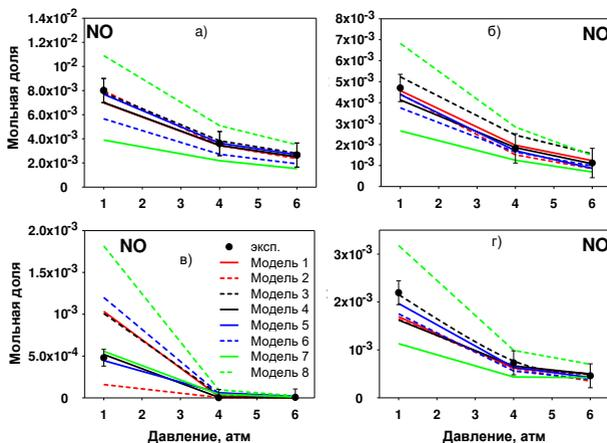 NO
а)
1.4x10⁻²
1.2x10⁻²
1.0x10⁻²
8.0x10⁻³
6.0x10⁻³
4.0x10⁻³
2.0x10⁻³
0
Мольная доля
1 2 3 4 5 6
б)
NO
8x10⁻³
7x10⁻³
6x10⁻³
5x10⁻³
4x10⁻³
3x10⁻³
2x10⁻³
10⁻³
0
1 2 3 4 5 6
NO
в)
2.0x10⁻³
1.5x10⁻³
1x10⁻³
5.0x10⁻⁴
0
Мольная доля
1 2 3 4 5 6
Давление, атм
эксп.
Модель 1
Модель 2
Модель 3
Модель 4
Модель 5
Модель 6
Модель 7
Модель 8
г)
NO
3x10⁻³
2x10⁻³
10⁻³
0
1 2 3 4 5 6
Давление, атм